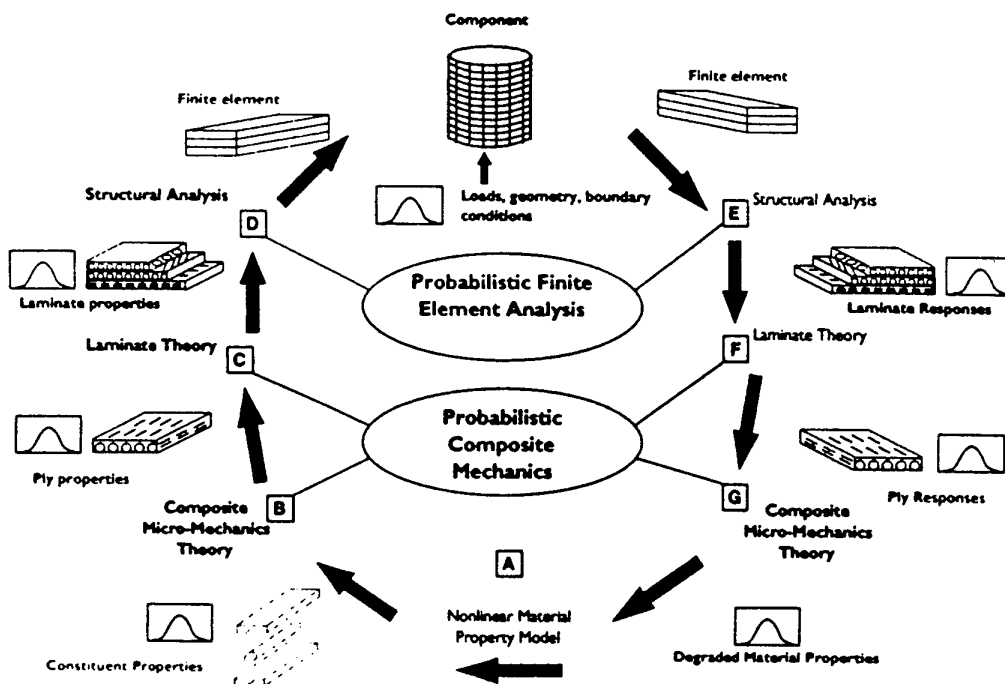 Component
Finite element
Finite element
Structural Analysis
Loads, geometry, boundary
conditions
Structural Analysis
D
E
Probabilistic Finite
Element Analysis
Laminate properties
Laminate Responses
Laminate Theory
Laminate Theory
C
F
Probabilistic
Composite
Mechanics
Ply properties
Ply Responses
B
G
Composite
Micro-Mechanics
Theory
Composite
Micro-Mechanics
Theory
A
Nonlinear Material
Property Model
Constituent Properties
Degraded Material Properties